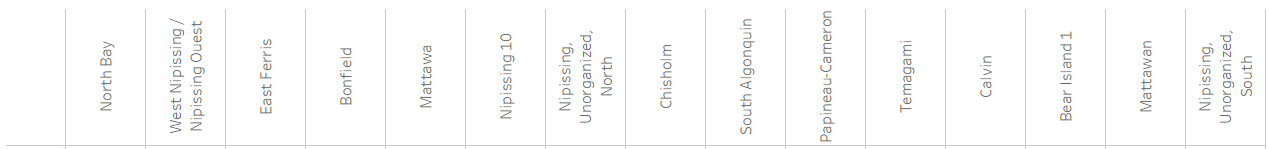 North Bay
West Nipissing /
Nipissing Ouest
East Ferris
Bonfield
Mattawa
Nipissing 10
Nipissing,
Unorganized,
North
Chisholm
South Algonquin
Papineau-Cameron
Temagami
Calvin
Bear Island 1
Mattawan
Nipissing,
Unorganized,
South